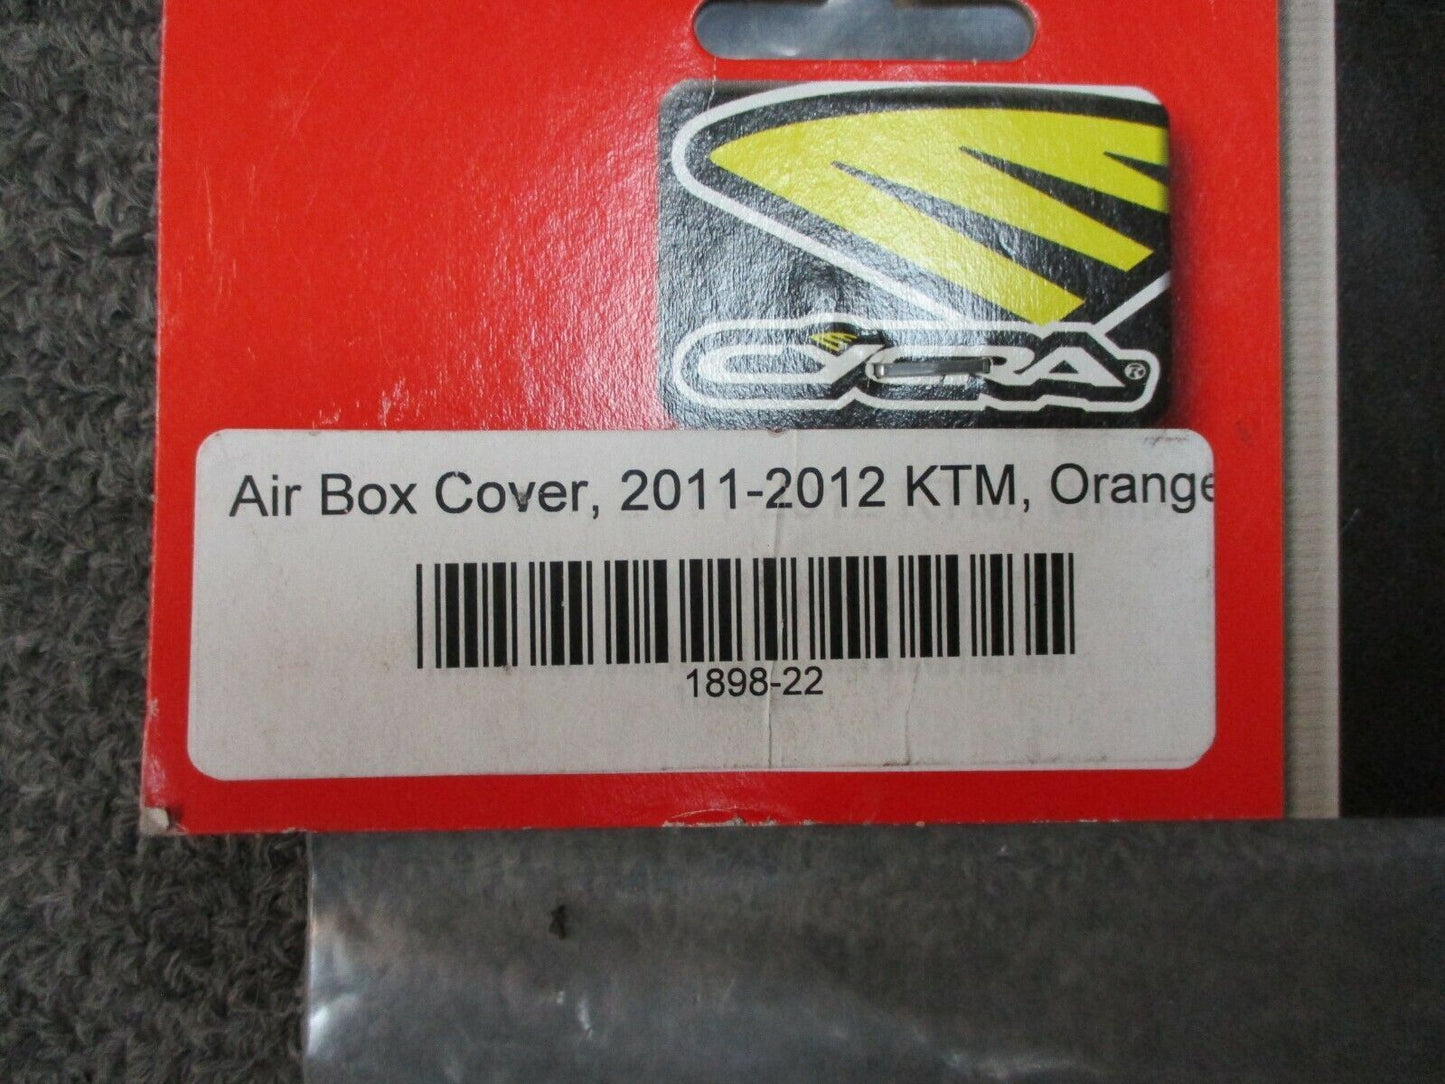 CYCRA®
Air Box Cover, 2011-2012 KTM, Orange
1898-22